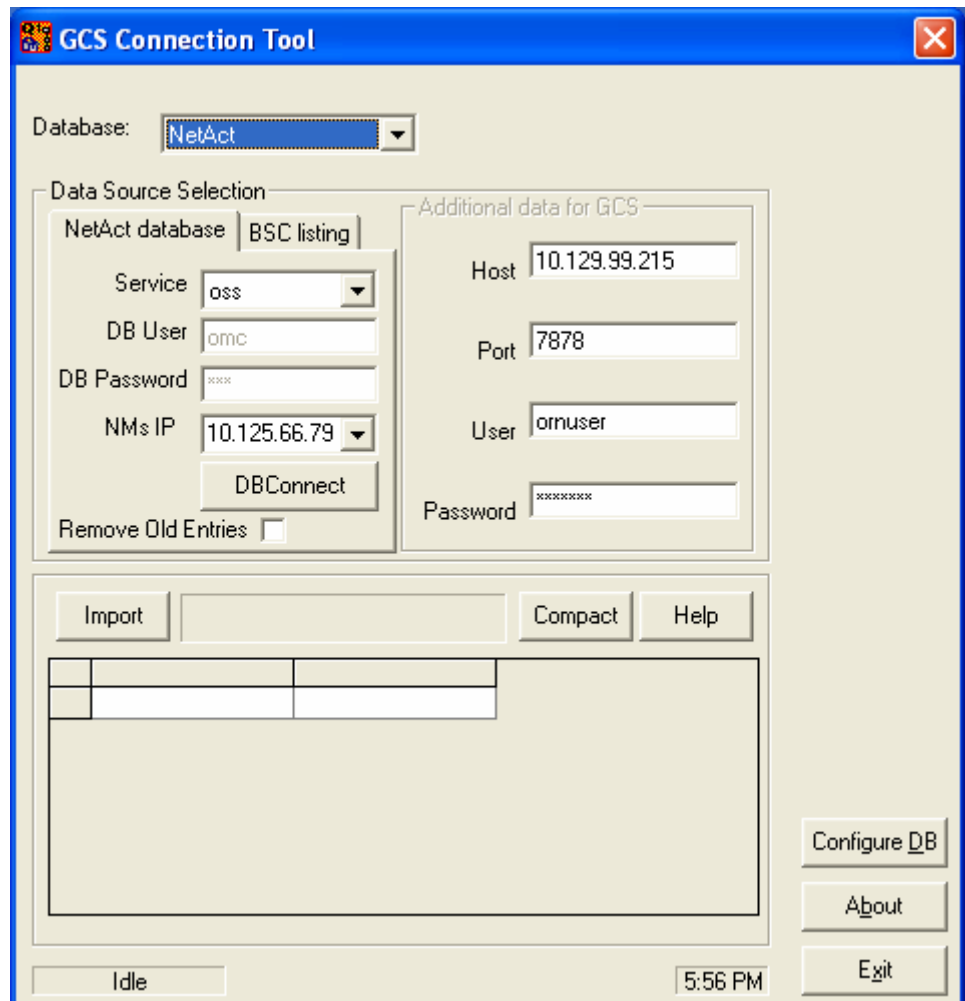 GCS Connection Tool
Database: NetAct
Data Source Selection
NetAct database BSC listing
Service oss
DB User omc
DB Password ×××
NMs IP 10.125.66.79
DBConnect
Remove Old Entries
Additional data for GCS
Host 10.129.99.215
Port 7878
User ornuser
Password ×××××××
Import Compact Help
Configure DB
About
Exit
Idle 5:56 PM